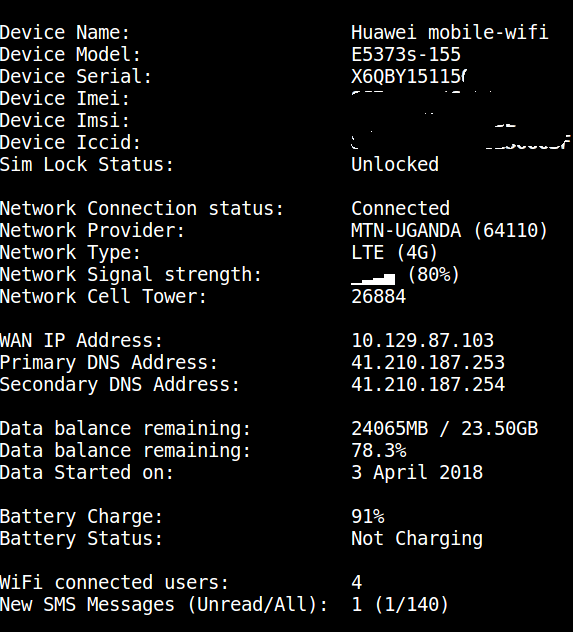 Device Name: Huawei mobile-wifi
Device Model: E5373s-155
Device Serial:
Device Imei:
Device Imsi:
Device Iccid:
Sim Lock Status: Unlocked
Network Connection status: Connected
Network Provider: MTN-UGANDA (64110)
Network Type: LTE (4G)
Network Signal strength: ▁▂▃▅ (80%)
Network Cell Tower: 26884
WAN IP Address: 10.129.87.103
Primary DNS Address: 41.210.187.253
Secondary DNS Address: 41.210.187.254
Data balance remaining: 24065MB / 23.50GB
Data balance remaining: 78.3%
Data Started on: 3 April 2018
Battery Charge: 91%
Battery Status: Not Charging
WiFi connected users: 4
New SMS Messages (Unread/All): 1 (1/140)